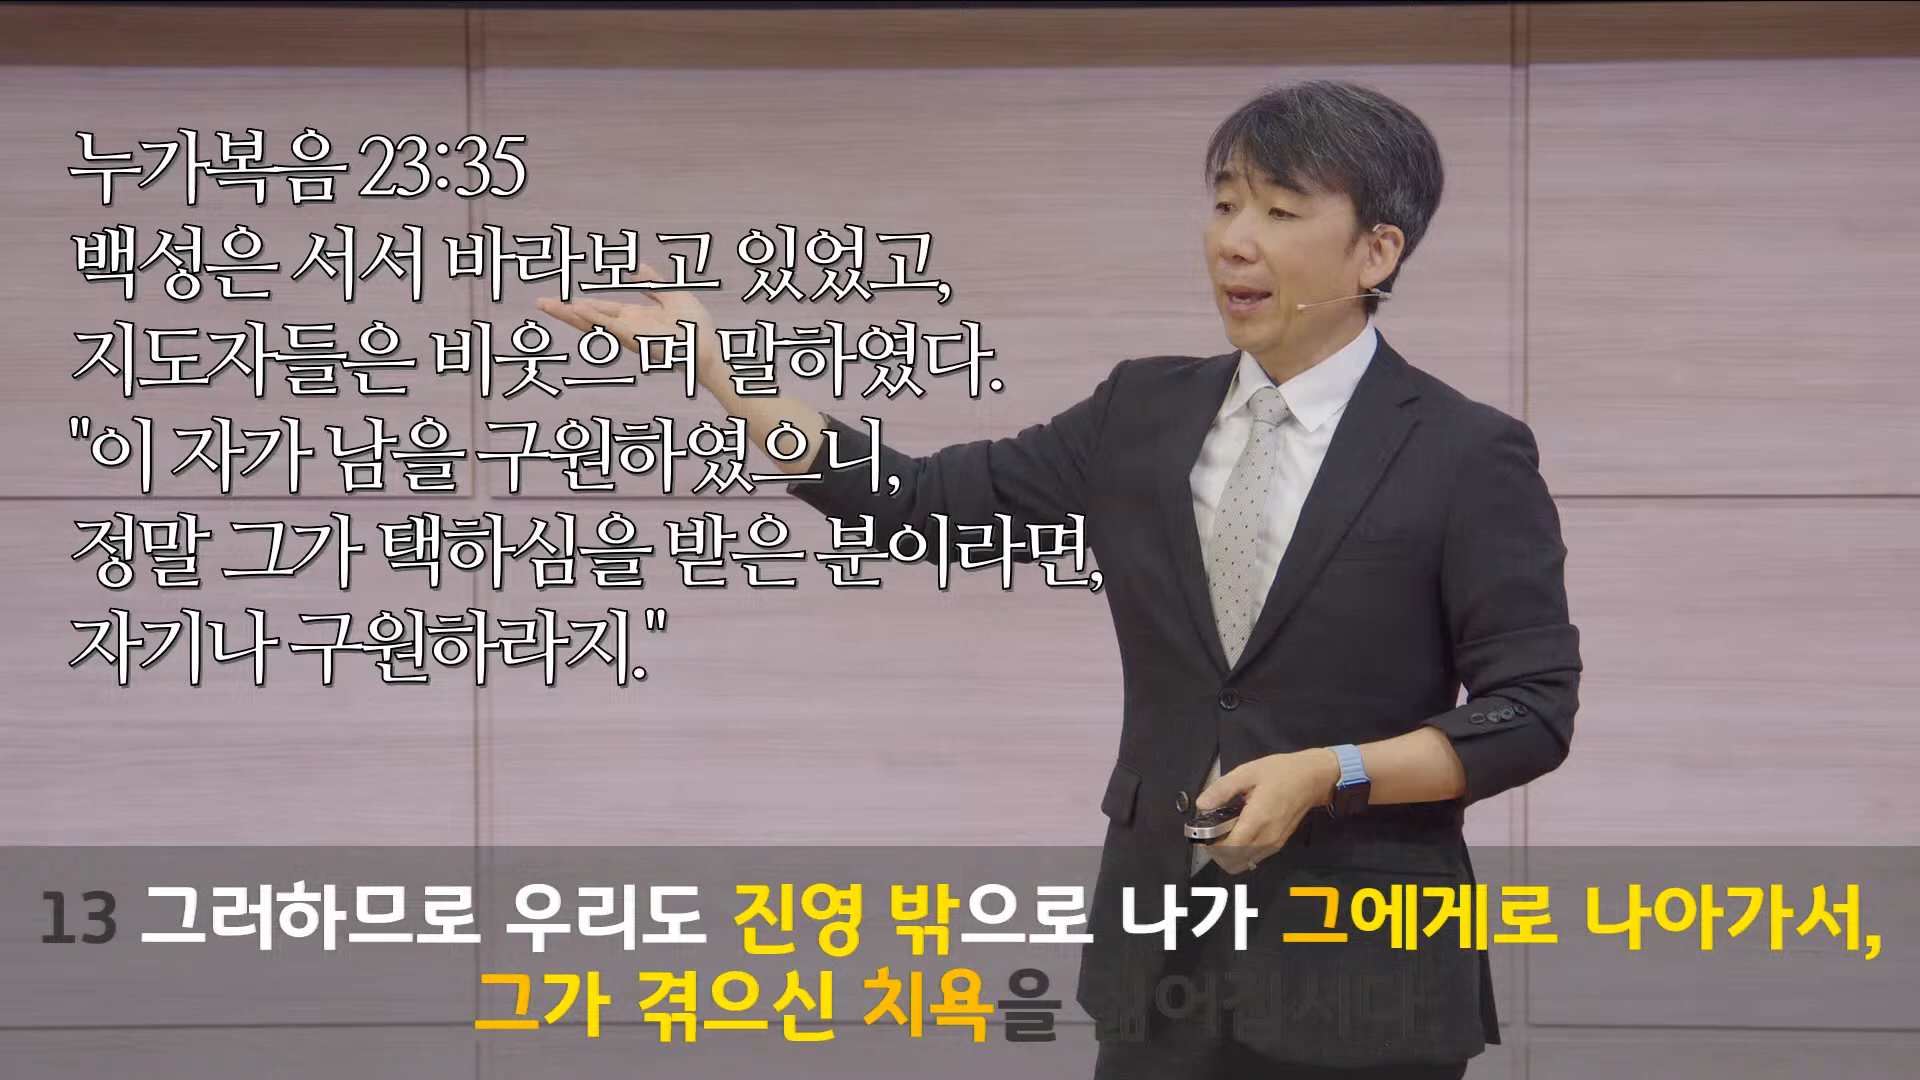 누가복음 23:35
백성은 서서 바라보고 있었고,
지도자들은 비웃으며 말하였다.
"이 자가 남을 구원하였으니,
정말 그가 택하심을 받은 분이라면,
자기나 구원하라지."
13 그러하므로 우리도 진영 밖으로 나가 그에게로 나아가서,
그가 겪으신 치욕을 짊어집시다